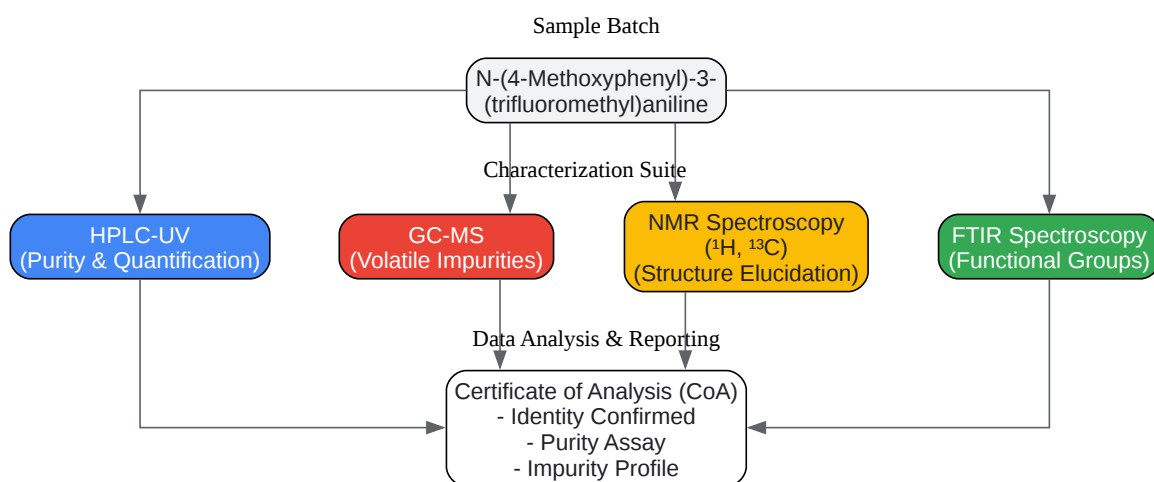 Sample Batch
N-(4-Methoxyphenyl)-3-
(trifluoromethyl)aniline
Characterization Suite
HPLC-UV
(Purity & Quantification)
GC-MS
(Volatile Impurities)
NMR Spectroscopy
(¹H, ¹³C)
(Structure Elucidation)
FTIR Spectroscopy
(Functional Groups)
Data Analysis & Reporting
Certificate of Analysis (CoA)
- Identity Confirmed
- Purity Assay
- Impurity Profile